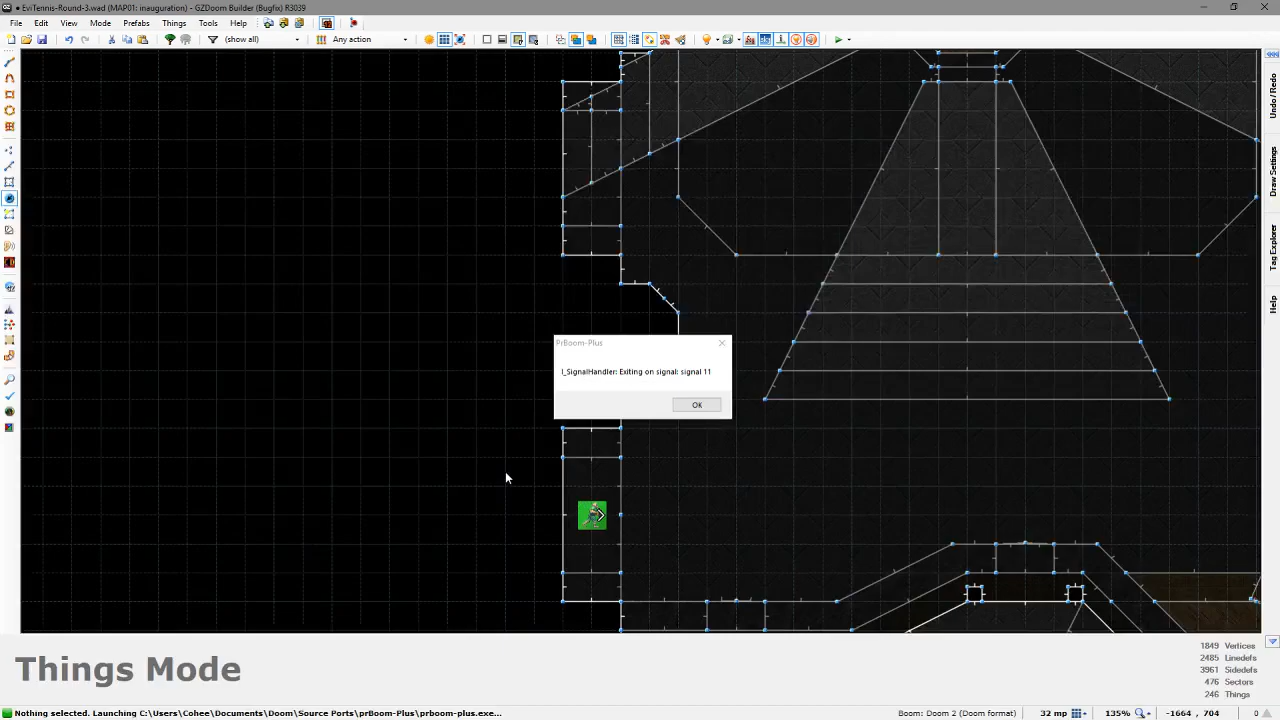 EviTennis-Round-3.wad (MAP01: inauguration) - GZDoom Builder (Bugfix) R3039
File Edit View Mode Prefabs Things Tools Help
(show all) Any action
Undo / Redo
Draw Settings
Tag Explorer
Help
PrBoom-Plus
I_SignalHandler: Exiting on signal: signal 11
OK
Things Mode
1849 Vertices
2485 Linedefs
3961 Sidedefs
476 Sectors
246 Things
Nothing selected. Launching C:\Users\Cohee\Documents\Doom\Source Ports\prBoom-Plus\prboom-plus.exe...
Boom: Doom 2 (Doom format) 32 mp 135% -1664 , 704 0